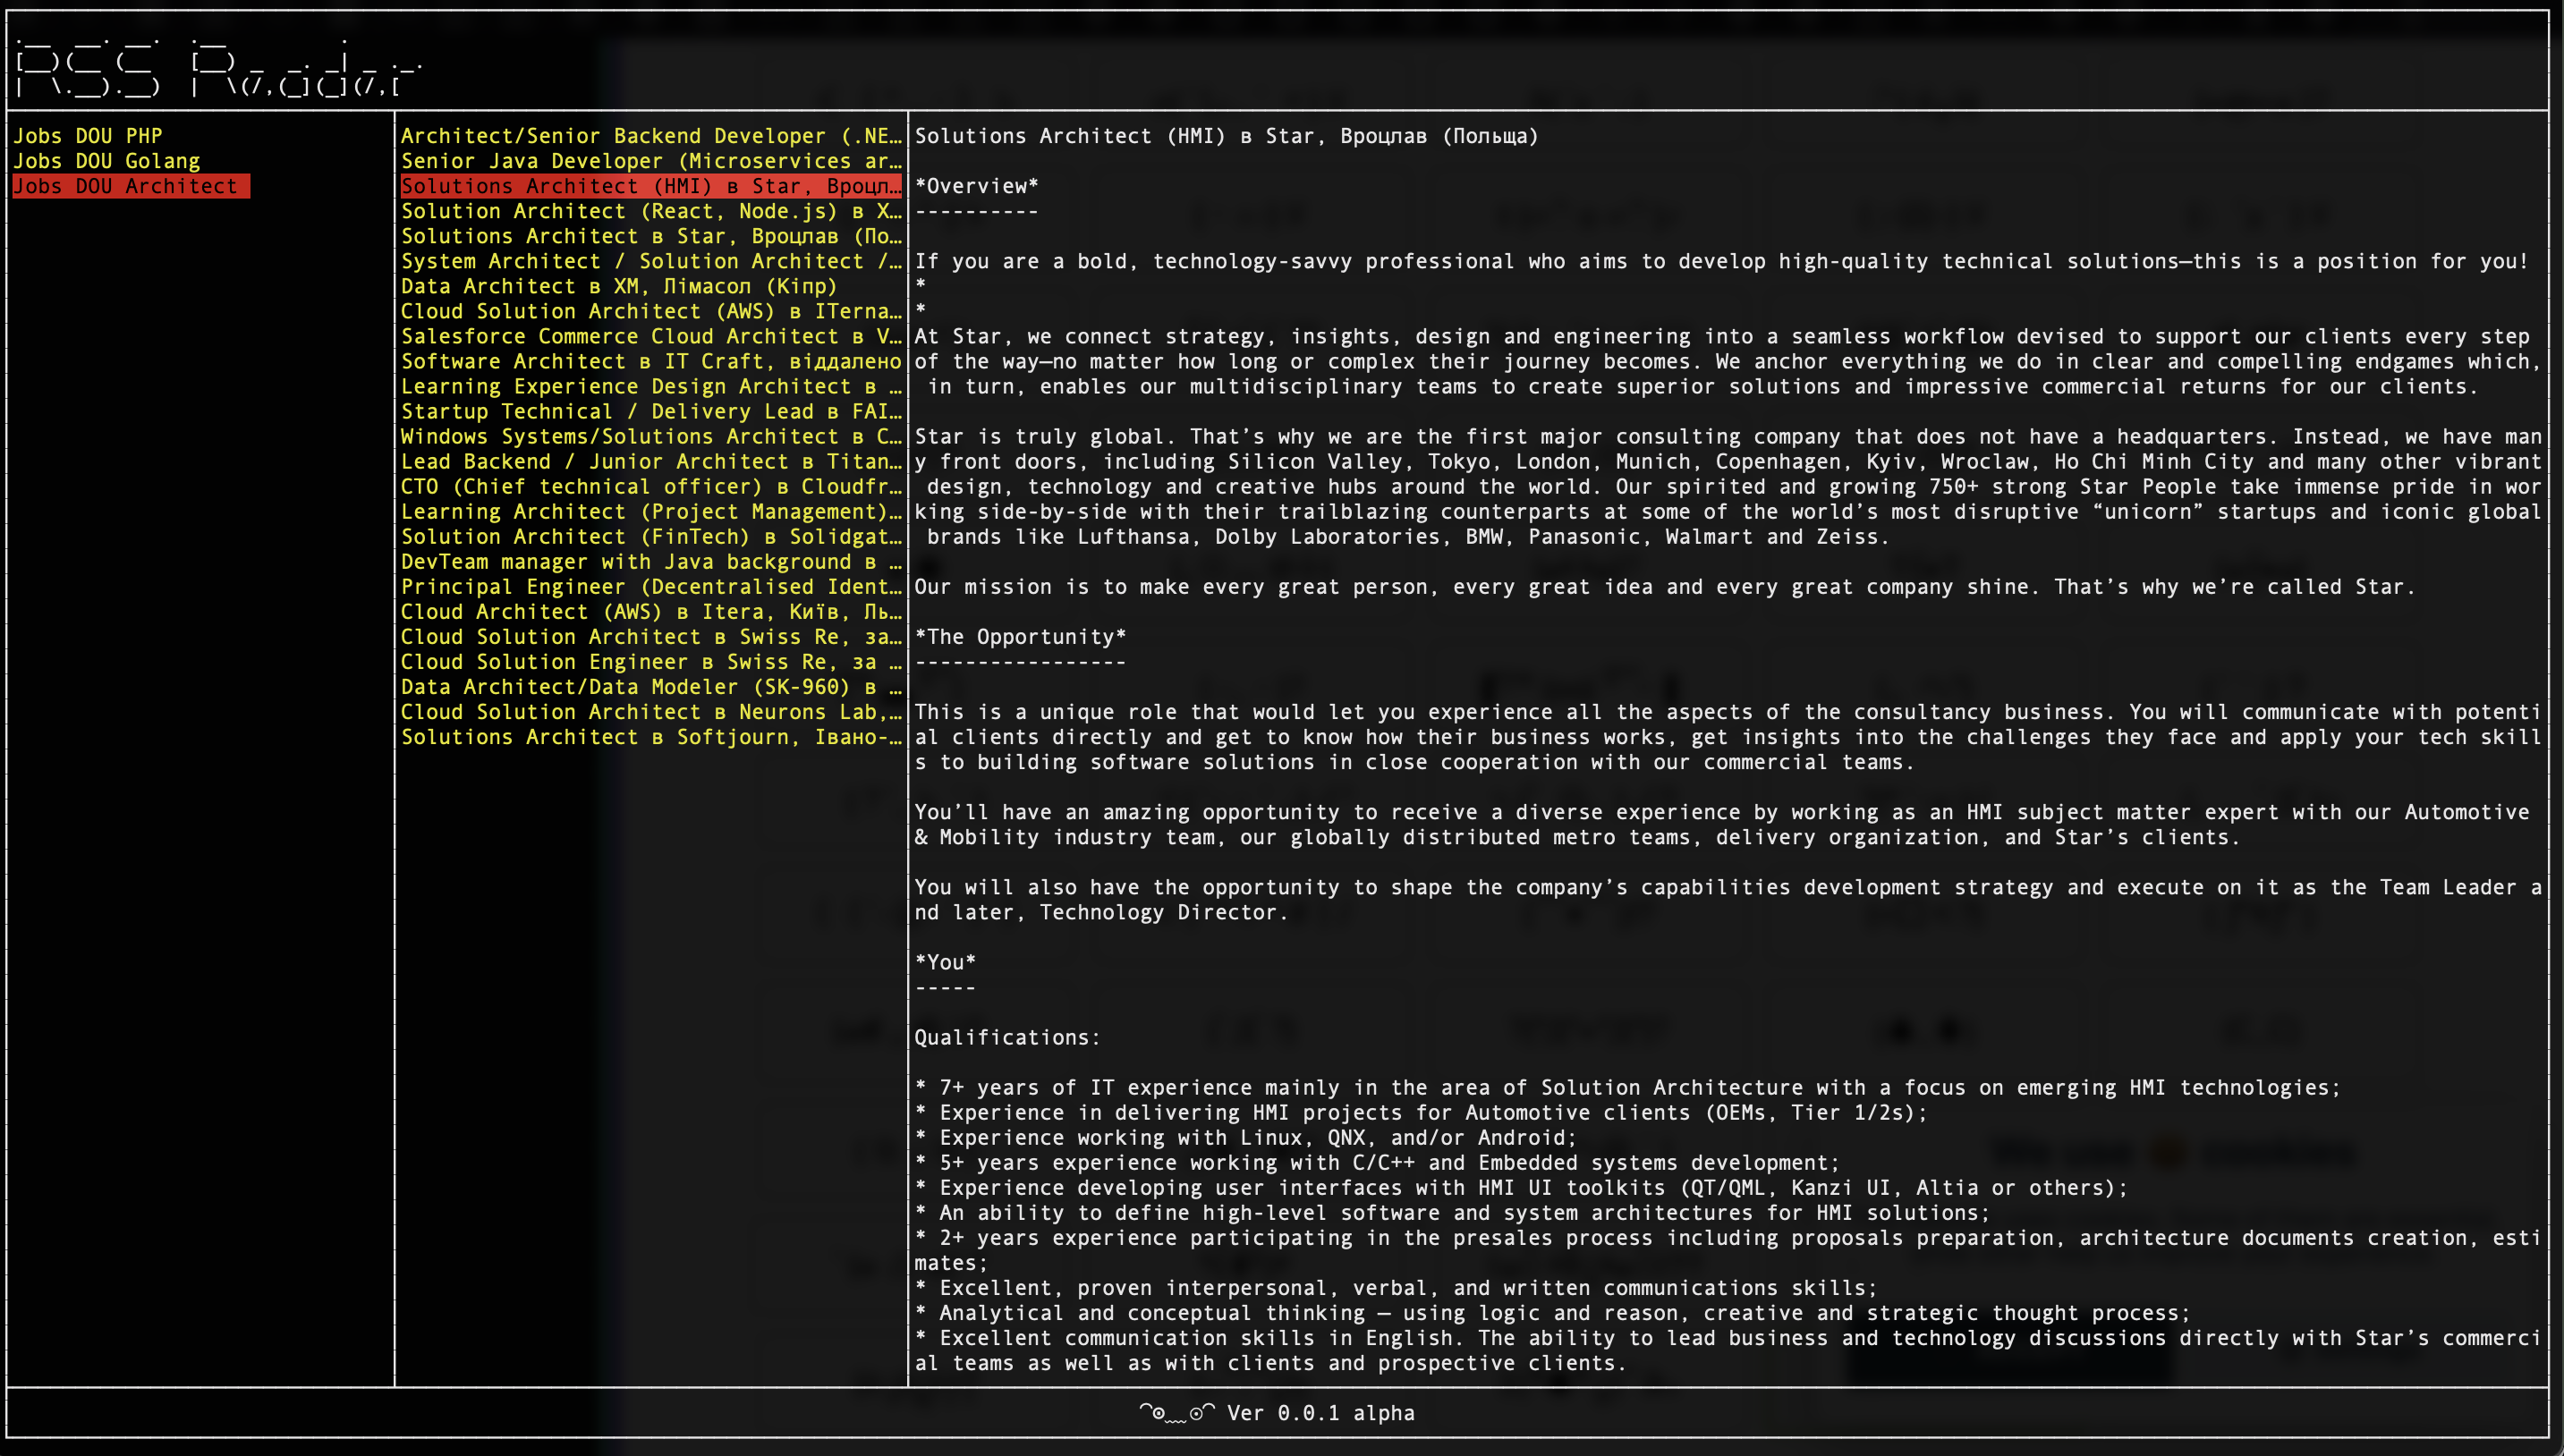 RSS Reader
Jobs DOU PHP
Jobs DOU Golang
Jobs DOU Architect
Architect/Senior Backend Developer (.NE…
Senior Java Developer (Microservices ar…
Solutions Architect (HMI) в Star, Вроцл…
Solution Architect (React, Node.js) в X…
Solutions Architect в Star, Вроцлав (По…
System Architect / Solution Architect /…
Data Architect в XM, Лімасол (Кіпр)
Cloud Solution Architect (AWS) в ITerna…
Salesforce Commerce Cloud Architect в V…
Software Architect в IT Craft, віддалено
Learning Experience Design Architect в …
Startup Technical / Delivery Lead в FAI…
Windows Systems/Solutions Architect в C…
Lead Backend / Junior Architect в Titan…
CTO (Chief technical officer) в Cloudfr…
Learning Architect (Project Management)…
Solution Architect (FinTech) в Solidgat…
DevTeam manager with Java background в …
Principal Engineer (Decentralised Ident…
Cloud Architect (AWS) в Itera, Київ, Ль…
Cloud Solution Architect в Swiss Re, за…
Cloud Solution Engineer в Swiss Re, за …
Data Architect/Data Modeler (SK-960) в …
Cloud Solution Architect в Neurons Lab,…
Solutions Architect в Softjourn, Івано-…
Solutions Architect (HMI) в Star, Вроцлав (Польща)
*Overview*
----------
If you are a bold, technology-savvy professional who aims to develop high-quality technical solutions—this is a position for you!
*
*
At Star, we connect strategy, insights, design and engineering into a seamless workflow devised to support our clients every step
of the way—no matter how long or complex their journey becomes. We anchor everything we do in clear and compelling endgames which,
in turn, enables our multidisciplinary teams to create superior solutions and impressive commercial returns for our clients.
Star is truly global. That’s why we are the first major consulting company that does not have a headquarters. Instead, we have man
y front doors, including Silicon Valley, Tokyo, London, Munich, Copenhagen, Kyiv, Wroclaw, Ho Chi Minh City and many other vibrant
design, technology and creative hubs around the world. Our spirited and growing 750+ strong Star People take immense pride in wor
king side-by-side with their trailblazing counterparts at some of the world’s most disruptive “unicorn” startups and iconic global
brands like Lufthansa, Dolby Laboratories, BMW, Panasonic, Walmart and Zeiss.
Our mission is to make every great person, every great idea and every great company shine. That’s why we’re called Star.
*The Opportunity*
-----------------
This is a unique role that would let you experience all the aspects of the consultancy business. You will communicate with potenti
al clients directly and get to know how their business works, get insights into the challenges they face and apply your tech skill
s to building software solutions in close cooperation with our commercial teams.
You’ll have an amazing opportunity to receive a diverse experience by working as an HMI subject matter expert with our Automotive
& Mobility industry team, our globally distributed metro teams, delivery organization, and Star’s clients.
You will also have the opportunity to shape the company’s capabilities development strategy and execute on it as the Team Leader a
nd later, Technology Director.
*You*
-----
Qualifications:
* 7+ years of IT experience mainly in the area of Solution Architecture with a focus on emerging HMI technologies;
* Experience in delivering HMI projects for Automotive clients (OEMs, Tier 1/2s);
* Experience working with Linux, QNX, and/or Android;
* 5+ years experience working with C/C++ and Embedded systems development;
* Experience developing user interfaces with HMI UI toolkits (QT/QML, Kanzi UI, Altia or others);
* An ability to define high-level software and system architectures for HMI solutions;
* 2+ years experience participating in the presales process including proposals preparation, architecture documents creation, esti
mates;
* Excellent, proven interpersonal, verbal, and written communications skills;
* Analytical and conceptual thinking — using logic and reason, creative and strategic thought process;
* Excellent communication skills in English. The ability to lead business and technology discussions directly with Star’s commerci
al teams as well as with clients and prospective clients.
Ver 0.0.1 alpha